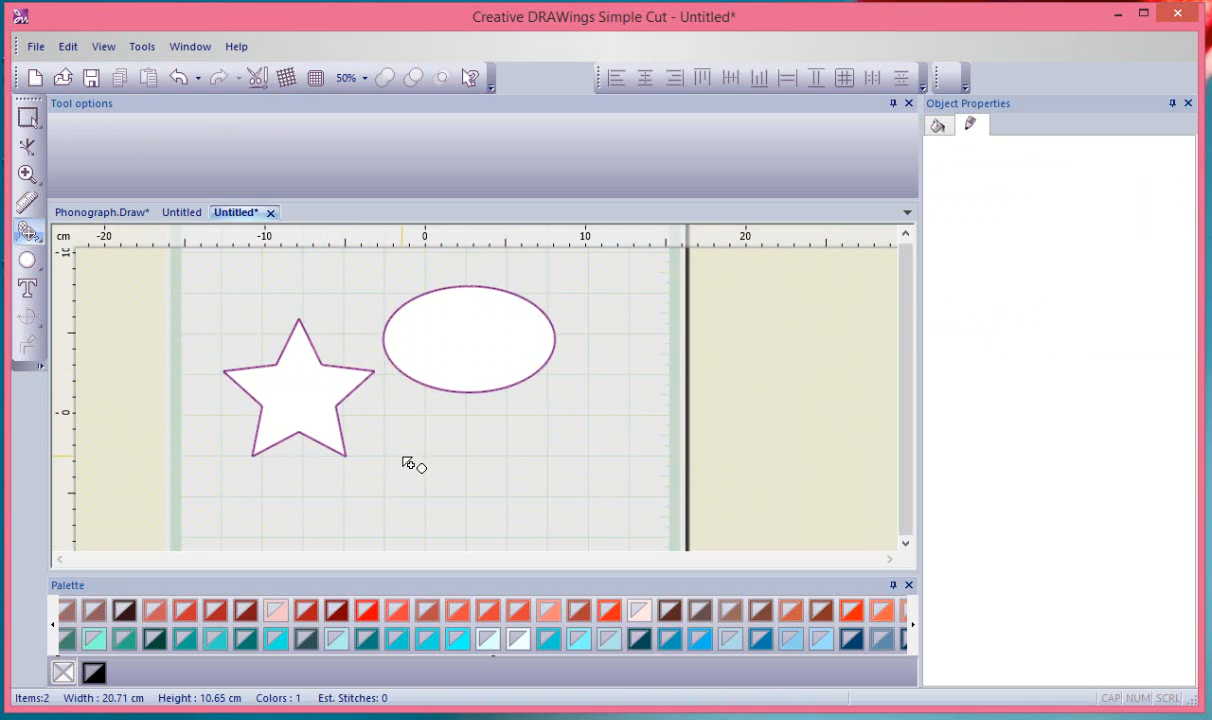 Creative DRAWings Simple Cut - Untitled*
File Edit View Tools Window Help
50%
Tool options
Object Properties
Phonograph.Draw* Untitled Untitled*
cm -20 -10 0 10 20
-10
0
Palette
Items:2 Width : 20.71 cm Height : 10.65 cm Colors : 1 Est. Stitches: 0 CAP NUM SCRL